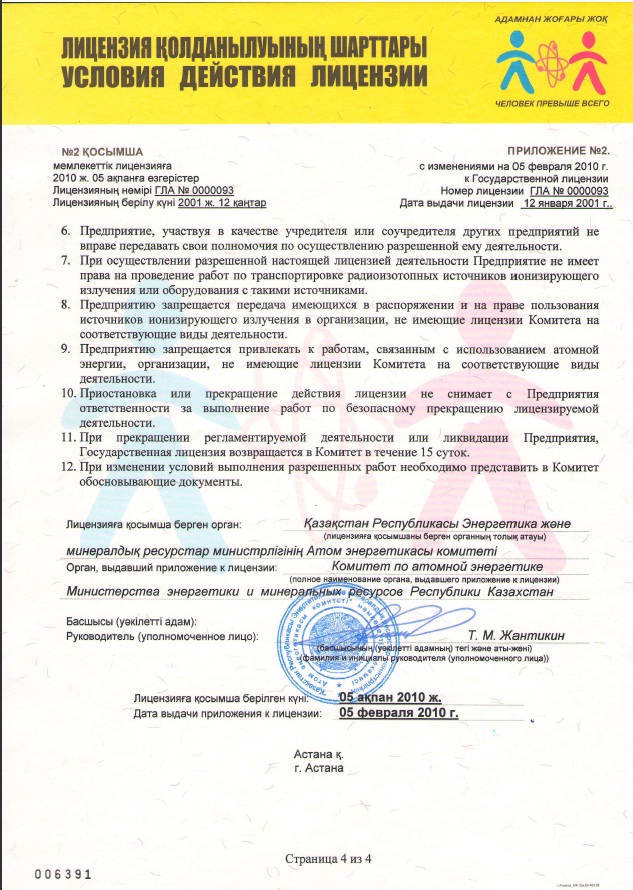 АДАМНАН ЖОҒАРЫ ЖОҚ
ЛИЦЕНЗИЯ ҚОЛДАНЫЛУЫНЫҢ ШАРТТАРЫ
УСЛОВИЯ ДЕЙСТВИЯ ЛИЦЕНЗИИ
ЧЕЛОВЕК ПРЕВЫШЕ ВСЕГО
№2 ҚОСЫМША
мемлекеттік лицензияға
2010 ж. 05 ақпанға өзгерістер
Лицензияның нөмірі ГЛА № 0000093
Лицензияның берілу күні 2001 ж. 12 қаңтар
ПРИЛОЖЕНИЕ №2.
с изменениями на 05 февраля 2010 г.
к Государственной лицензии
Номер лицензии ГЛА № 0000093
Дата выдачи лицензии 12 января 2001 г..
6. Предприятие, участвуя в качестве учредителя или соучредителя других предприятий не
вправе передавать свои полномочия по осуществлению разрешенной ему деятельности.
7. При осуществлении разрешенной настоящей лицензией деятельности Предприятие не имеет
права на проведение работ по транспортировке радиоизотопных источников ионизирующего
излучения или оборудования с такими источниками.
8. Предприятию запрещается передача имеющихся в распоряжении и на праве пользования
источников ионизирующего излучения в организации, не имеющие лицензии Комитета на
соответствующие виды деятельности.
9. Предприятию запрещается привлекать к работам, связанным с использованием атомной
энергии, организации, не имеющие лицензии Комитета на соответствующие виды
деятельности.
10. Приостановка или прекращение действия лицензии не снимает с Предприятия
ответственности за выполнение работ по безопасному прекращению лицензируемой
деятельности.
11. При прекращении регламентируемой деятельности или ликвидации Предприятия,
Государственная лицензия возвращается в Комитет в течение 15 суток.
12. При изменении условий выполнения разрешенных работ необходимо представить в Комитет
обосновывающие документы.
Лицензияға қосымша берген орган: Қазақстан Республикасы Энергетика және
(лицензияға қосымшаны берген органның толық атауы)
минералдық ресурстар министрлігінің Атом энергетикасы комитеті
Орган, выдавший приложение к лицензии: Комитет по атомной энергетике
(полное наименование органа, выдавшего приложение к лицензии)
Министерства энергетики и минеральных ресурсов Республики Казахстан
Басшысы (уәкілетті адам):
Руководитель (уполномоченное лицо): Т. М. Жантикин
(басшысының (уәкілетті адамның) тегі және аты-жөні)
(фамилия и инициалы руководителя (уполномоченного лица))
Лицензияға қосымша берілген күні: 05 ақпан 2010 ж.
Дата выдачи приложения к лицензии: 05 февраля 2010 г.
Астана қ.
г. Астана
Страница 4 из 4
006391